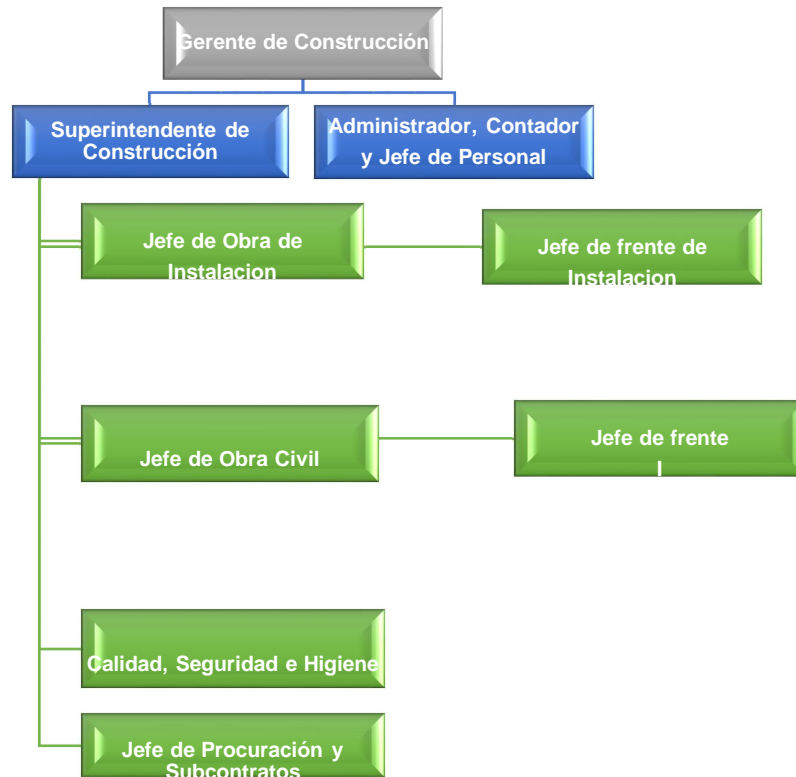 Gerente de Construcción
Superintendente de
Construcción
Administrador, Contador
y Jefe de Personal
Jefe de Obra de
Instalacion
Jefe de frente de
Instalacion
Jefe de Obra Civil
Jefe de frente
I
Calidad, Seguridad e Higiene
Jefe de Procuración y
Subcontratos